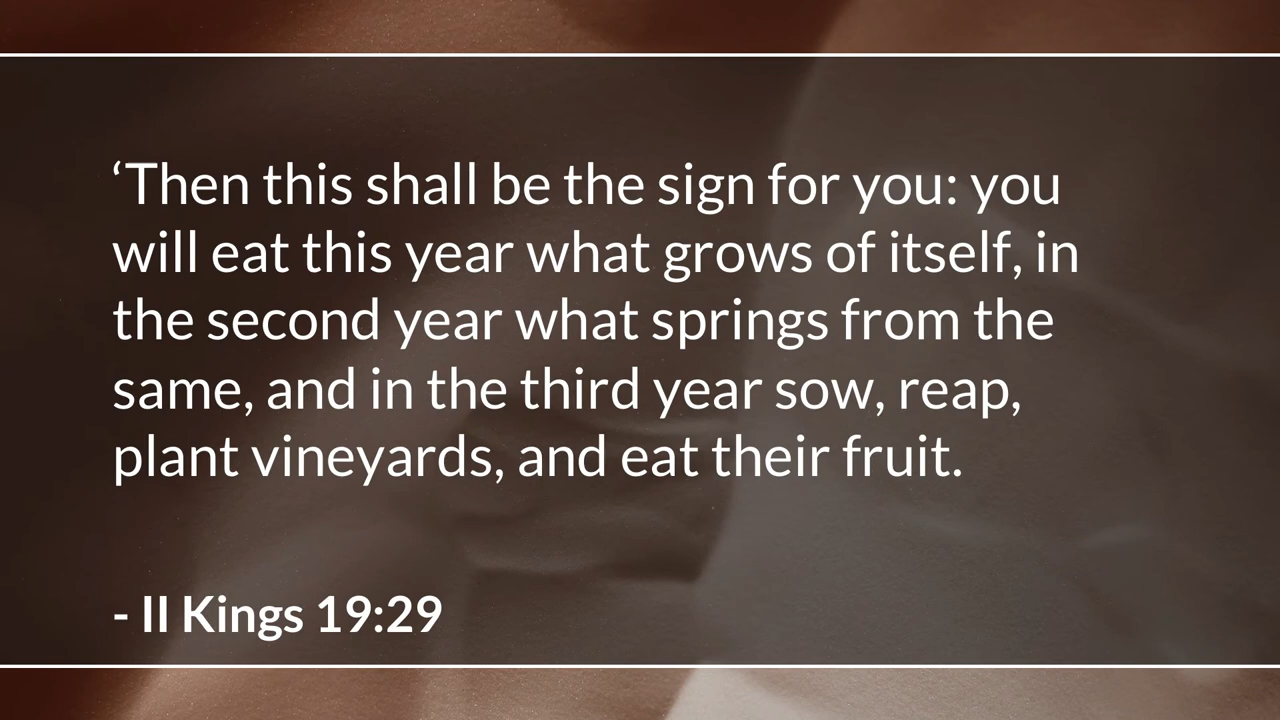 ‘Then this shall be the sign for you: you
will eat this year what grows of itself, in
the second year what springs from the
same, and in the third year sow, reap,
plant vineyards, and eat their fruit.
- II Kings 19:29